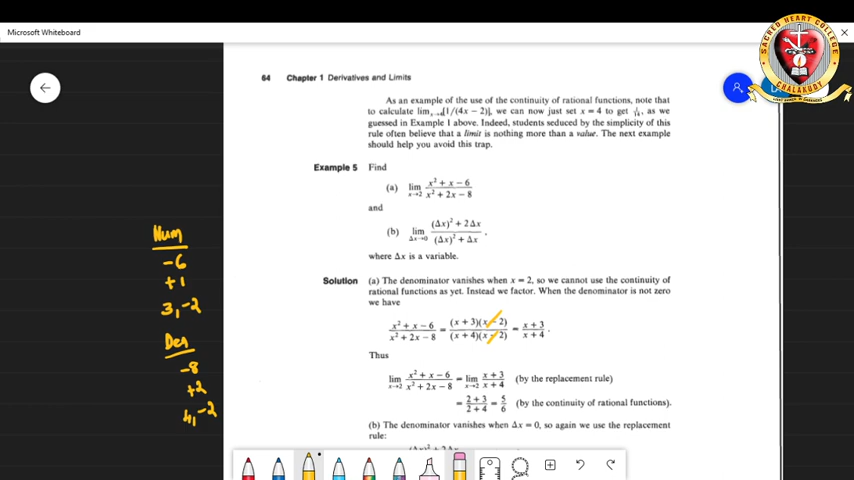 Microsoft Whiteboard
SACRED HEART COLLEGE
CHALAKUDY
64 Chapter 1 Derivatives and Limits
As an example of the use of the continuity of rational functions, note that
to calculate lim x→4[1/(4x − 2)], we can now just set x = 4 to get 1/14, as we
guessed in Example 1 above. Indeed, students seduced by the simplicity of this
rule often believe that a limit is nothing more than a value. The next example
should help you avoid this trap.
Example 5 Find
(a) lim x→2 (x² + x − 6)/(x² + 2x − 8)
and
(b) lim Δx→0 ((Δx)² + 2Δx)/((Δx)² + Δx),
where Δx is a variable.
Solution (a) The denominator vanishes when x = 2, so we cannot use the continuity of
rational functions as yet. Instead we factor. When the denominator is not zero
we have
(x² + x − 6)/(x² + 2x − 8) = ((x + 3)(x − 2))/((x + 4)(x − 2)) = (x + 3)/(x + 4).
Thus
lim x→2 (x² + x − 6)/(x² + 2x − 8) = lim x→2 (x + 3)/(x + 4) (by the replacement rule)
= (2 + 3)/(2 + 4) = 5/6 (by the continuity of rational functions).
(b) The denominator vanishes when Δx = 0, so again we use the replacement
rule:
Num
-6
+1
3, -2
Den
-8
+2
4, -2